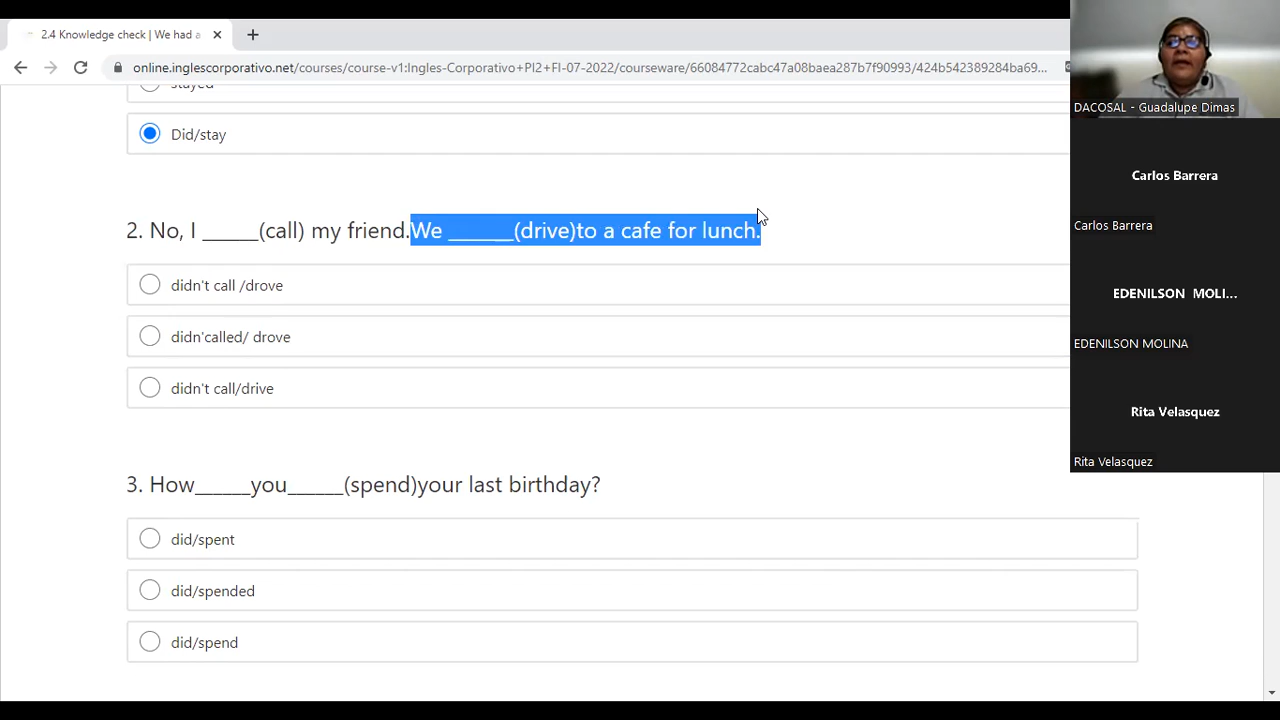 2.4 Knowledge check | We had a
online.inglescorporativo.net/courses/course-v1:Ingles-Corporativo+PI2+FI-07-2022/courseware/66084772cabc47a08baea287b7f90993/424b542389284ba69...
DACOSAL - Guadalupe Dimas
stayed
Did/stay
Carlos Barrera
Carlos Barrera
2. No, I ______(call) my friend.We _______(drive)to a cafe for lunch.
didn't call /drove
didn'called/ drove
didn't call/drive
EDENILSON MOLI...
EDENILSON MOLINA
Rita Velasquez
Rita Velasquez
3. How______you______(spend)your last birthday?
did/spent
did/spended
did/spend